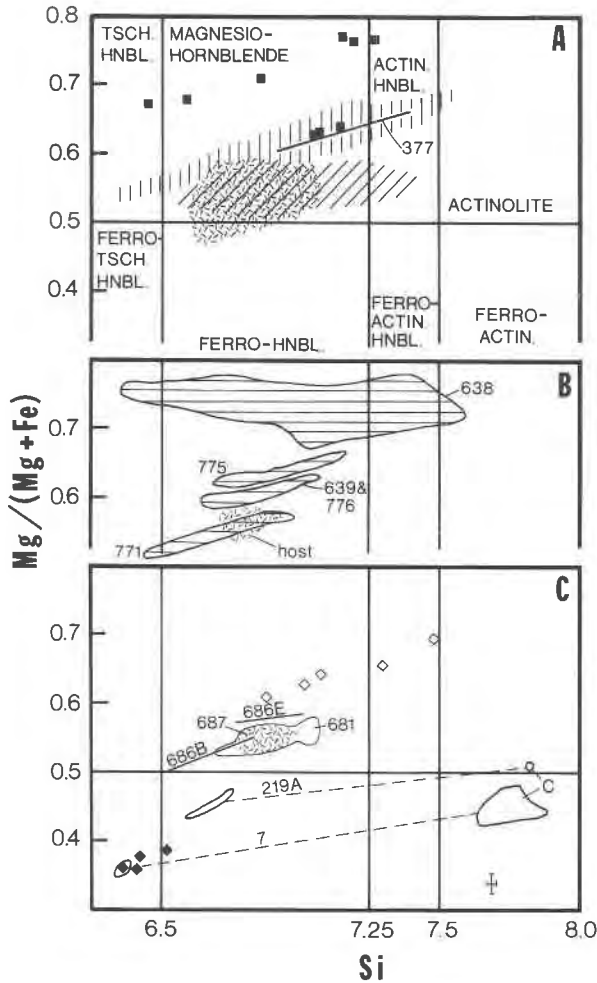 0.8
TSCH.
HNBL.
MAGNESIO-
HORNBLENDE
A
0.7
ACTIN.
HNBL.
0.6
377
0.5
ACTINOLITE
FERRO-
TSCH.
HNBL.
0.4
FERRO-HNBL.
FERRO-
ACTIN.
HNBL.
FERRO-
ACTIN.
B
638
0.7
775
0.6
639&
776
771
host
Mg/(Mg+Fe)
C
0.7
0.6
686E
687
681
686B
0.5
219A
C
0.4
7
6.5
7.25
7.5
8.0
Si